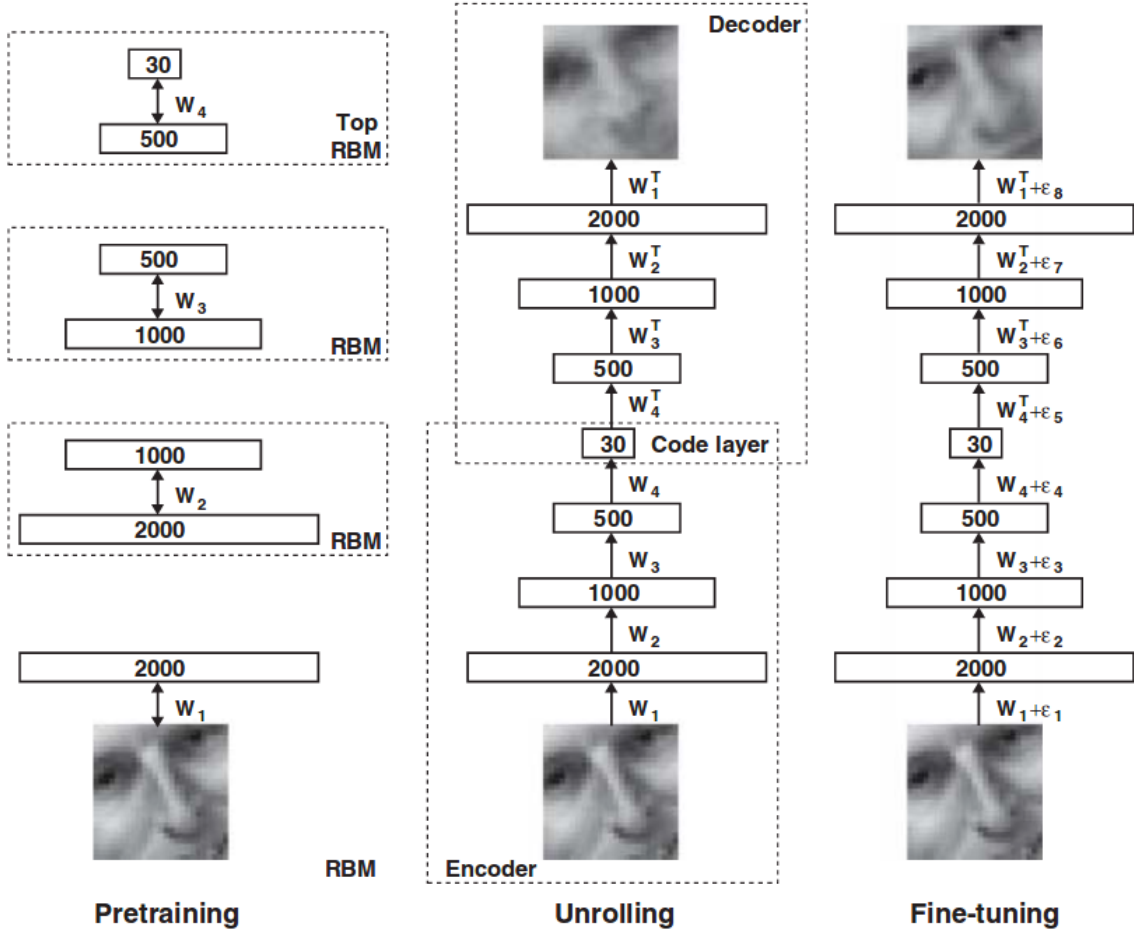 30
W₄
500
Top
RBM
500
W₃
1000
RBM
1000
W₂
2000
RBM
2000
W₁
RBM
Pretraining
Decoder
W₁ᵀ
2000
W₂ᵀ
1000
W₃ᵀ
500
W₄ᵀ
30
Code layer
W₄
500
W₃
1000
W₂
2000
W₁
Encoder
Unrolling
W₁ᵀ+ε₈
2000
W₂ᵀ+ε₇
1000
W₃ᵀ+ε₆
500
W₄ᵀ+ε₅
30
W₄+ε₄
500
W₃+ε₃
1000
W₂+ε₂
2000
W₁+ε₁
Fine-tuning